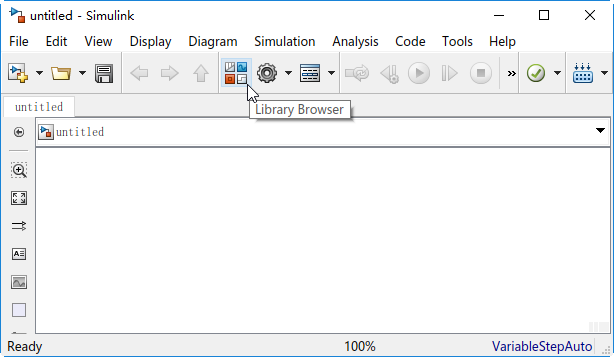 untitled - Simulink
File Edit View Display Diagram Simulation Analysis Code Tools Help
»
untitled
Library Browser
untitled
A
Ready 100% VariableStepAuto